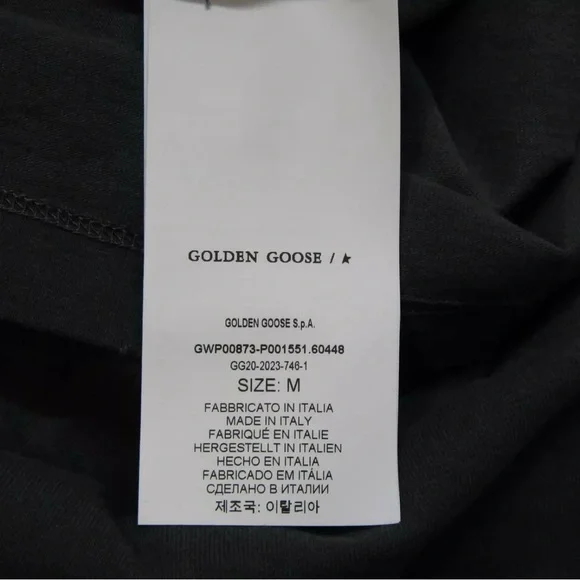 GOLDEN GOOSE / ★
GOLDEN GOOSE S.p.A.
GWP00873-P001551.60448
GG20-2023-746-1
SIZE: M
FABBRICATO IN ITALIA
MADE IN ITALY
FABRIQUÉ EN ITALIE
HERGESTELLT IN ITALIEN
HECHO EN ITALIA
FABRICADO EM ITÁLIA
СДЕЛАНО В ИТАЛИИ
제조국: 이탈리아